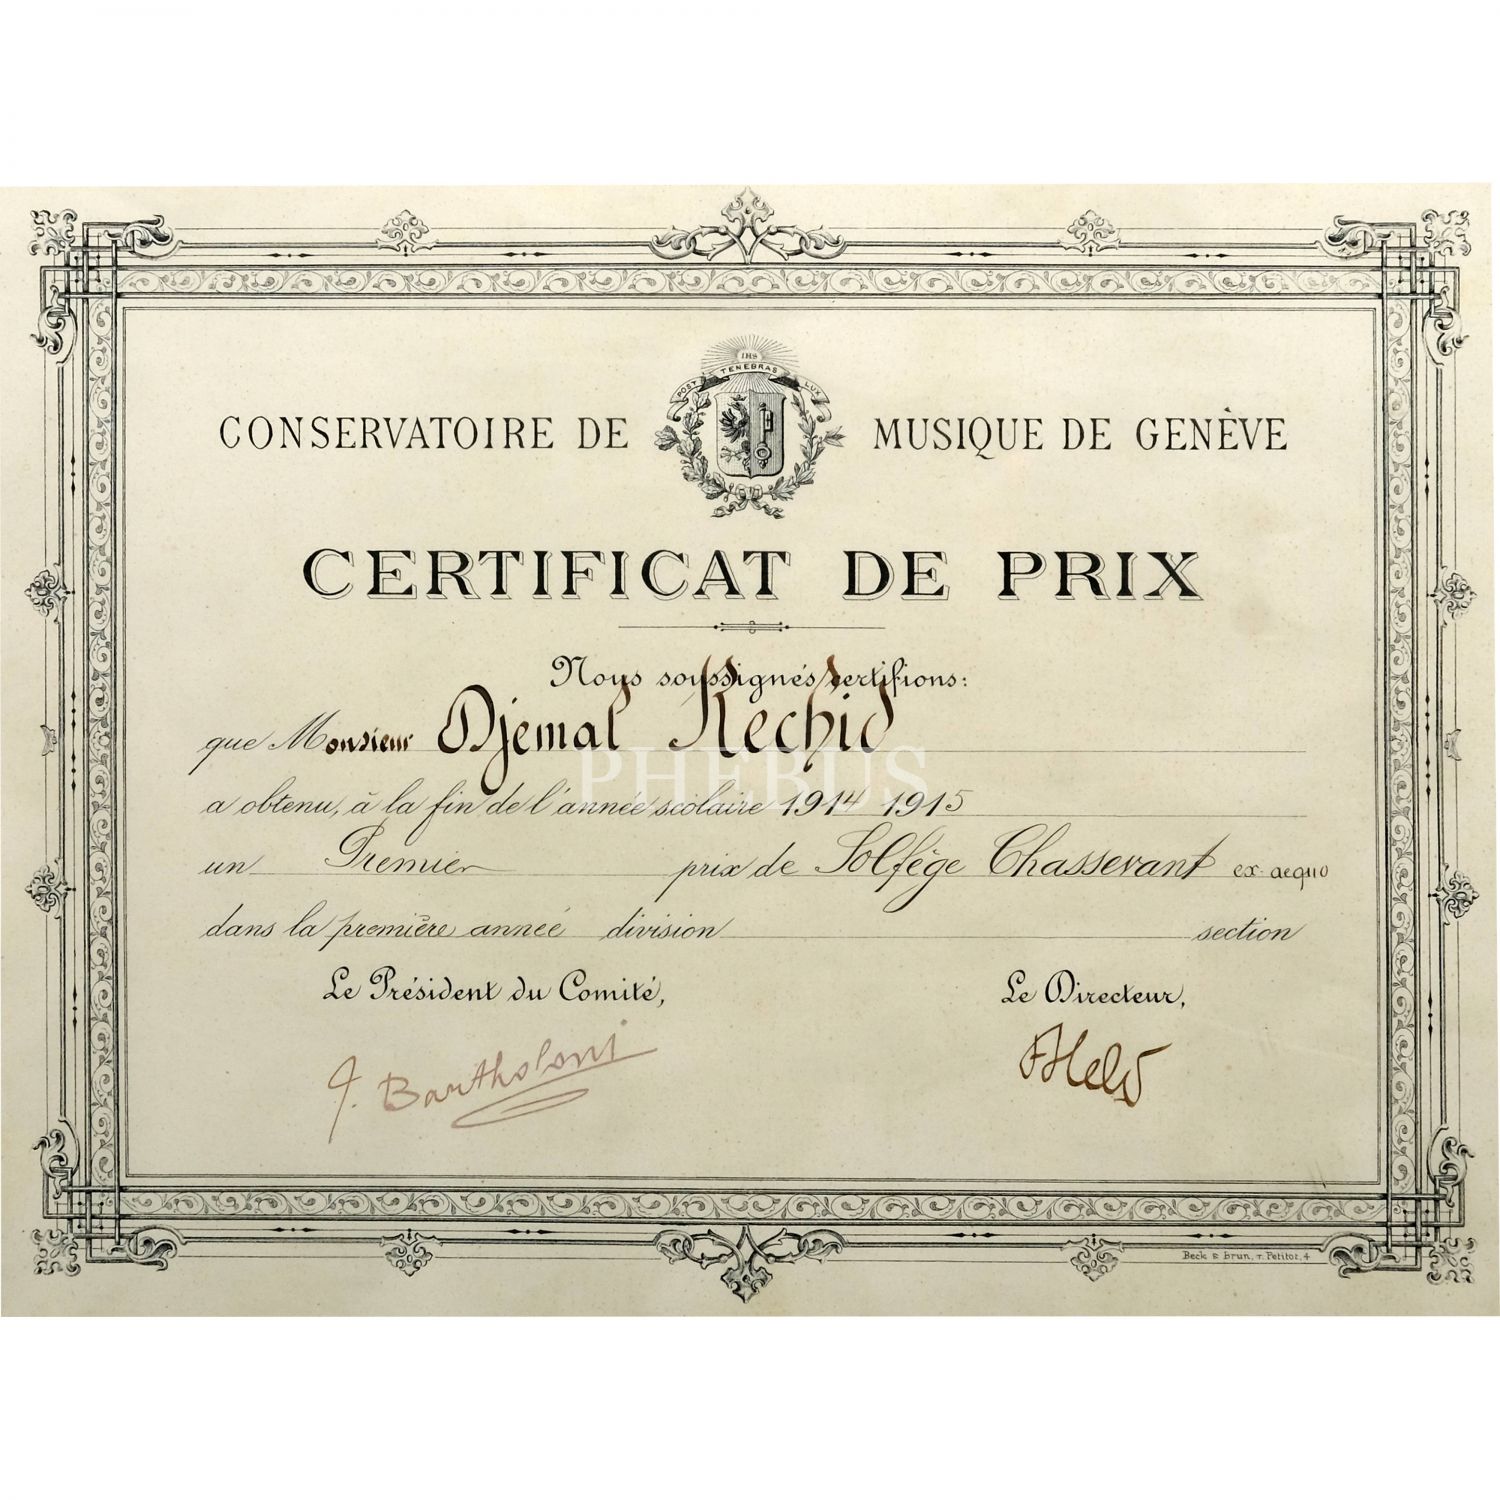 IHS
POST TENEBRAS LUX
CONSERVATOIRE DE MUSIQUE DE GENÈVE
CERTIFICAT DE PRIX
Nous soussignés certifions:
que Monsieur Djemal Rechid
PHEBUS
a obtenu, à la fin de l'année scolaire 1914 1915
un Premier prix de Solfège Chassevant ex-aequo
dans la première année division section
Le Président du Comité, Le Directeur,
J. Bartholoni FHeld
Beck & Brun, r. Petitot, 4